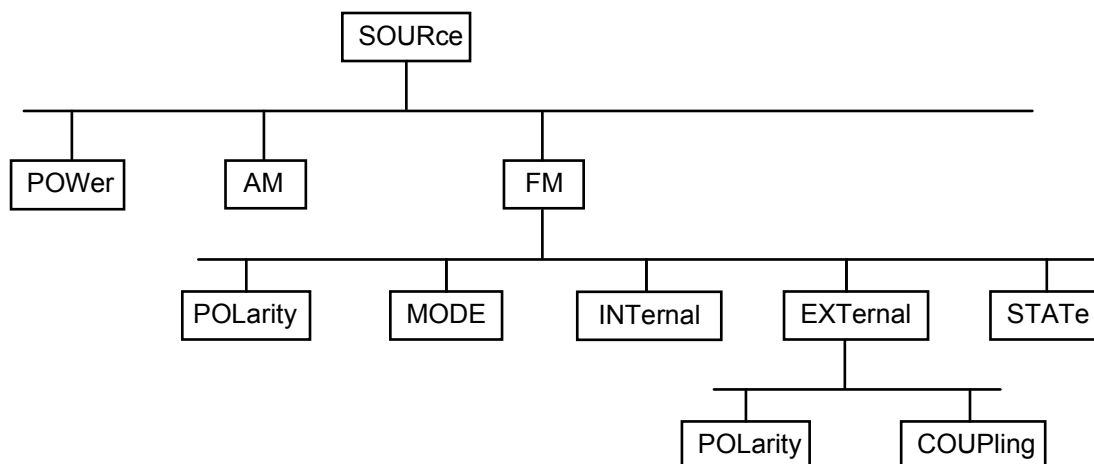 SOURce
POWer AM FM
POLarity MODE INTernal EXTernal STATe
POLarity COUPling